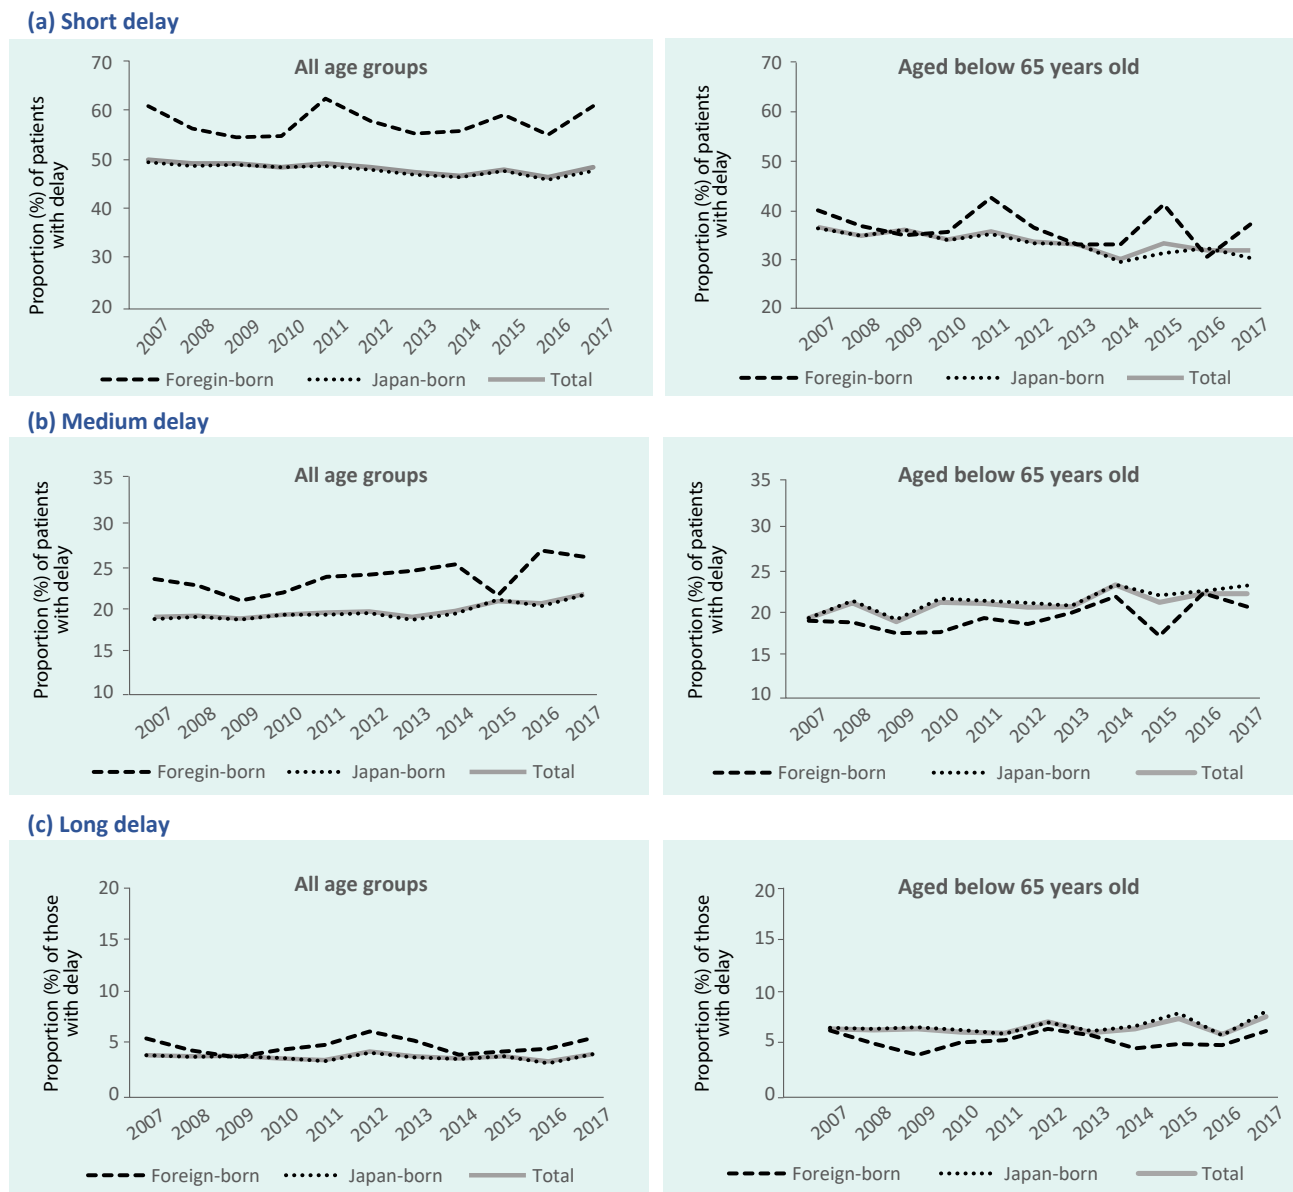 (a) Short delay
All age groups
Proportion (%) of patients
with delay
70
60
50
40
30
20
2007
2008
2009
2010
2011
2012
2013
2014
2015
2016
2017
Foregin-born
Japan-born
Total
Aged below 65 years old
Proportion (%) of patients
with delay
70
60
50
40
30
20
2007
2008
2009
2010
2011
2012
2013
2014
2015
2016
2017
Foregin-born
Japan-born
Total
(b) Medium delay
All age groups
Proportion (%) of patients
with delay
35
30
25
20
15
10
2007
2008
2009
2010
2011
2012
2013
2014
2015
2016
2017
Foregin-born
Japan-born
Total
Aged below 65 years old
Proportion (%) of patients
with delay
35
30
25
20
15
10
2007
2008
2009
2010
2011
2012
2013
2014
2015
2016
2017
Foreign-born
Japan-born
Total
(c) Long delay
All age groups
Proportion (%) of those
with delay
20
15
10
5
0
2007
2008
2009
2010
2011
2012
2013
2014
2015
2016
2017
Foreign-born
Japan-born
Total
Aged below 65 years old
Proportion (%) of those
with delay
20
15
10
5
0
2007
2008
2009
2010
2011
2012
2013
2014
2015
2016
2017
Foreign-born
Japan-born
Total